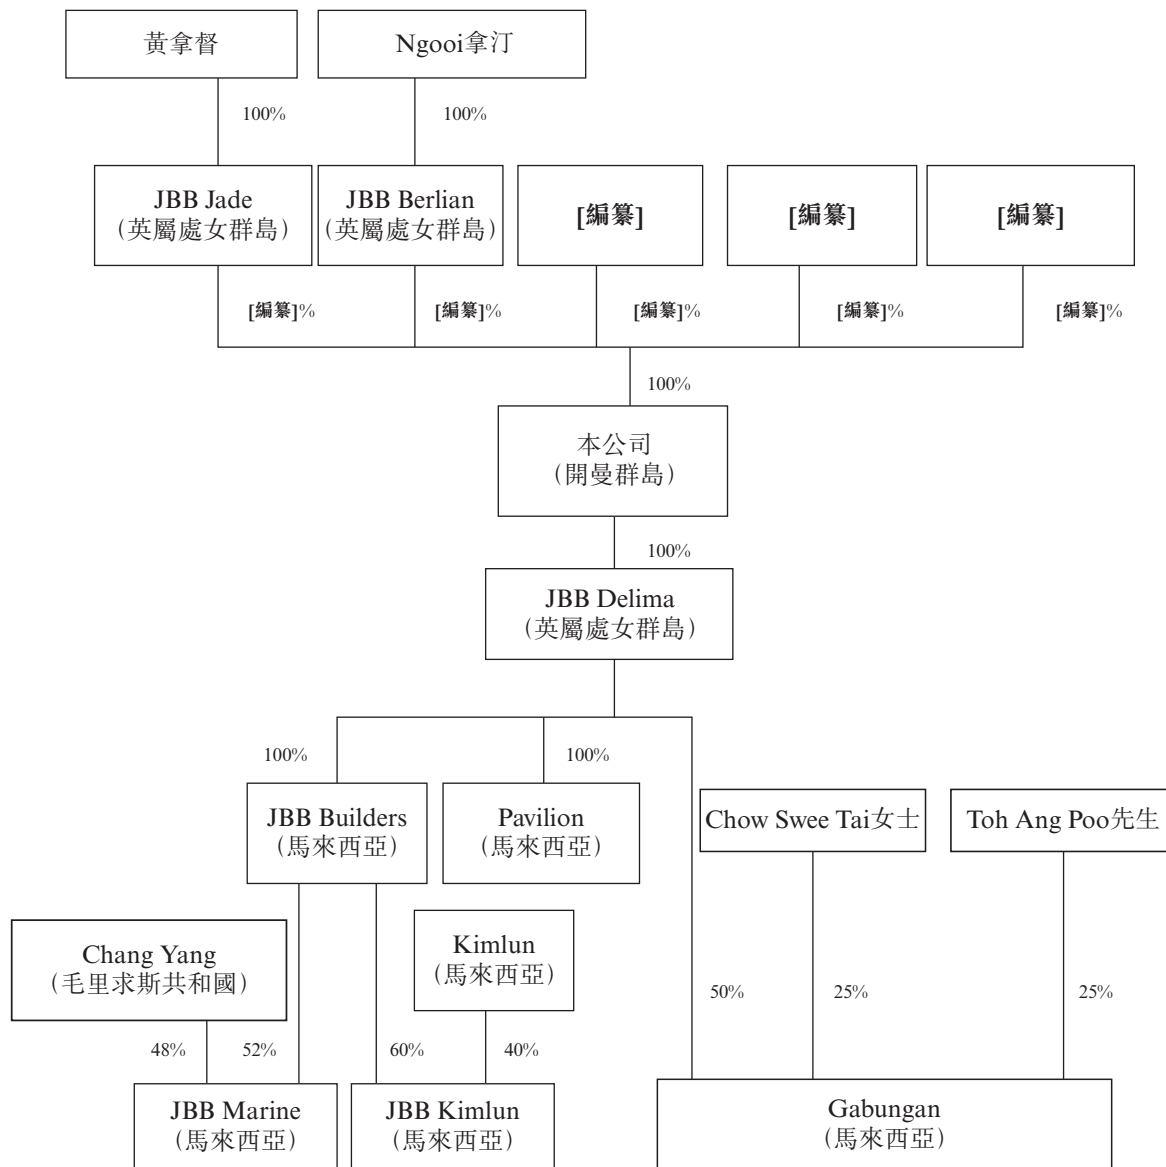 黃拿督
Ngooi拿汀
100%
100%
JBB Jade
（英屬處女群島）
JBB Berlian
（英屬處女群島）
[編纂]
[編纂]
[編纂]
[編纂]%
[編纂]%
[編纂]%
[編纂]%
[編纂]%
100%
本公司
（開曼群島）
100%
JBB Delima
（英屬處女群島）
100%
100%
JBB Builders
（馬來西亞）
Pavilion
（馬來西亞）
Chow Swee Tai女士
Toh Ang Poo先生
Chang Yang
（毛里求斯共和國）
Kimlun
（馬來西亞）
50%
25%
25%
48%
52%
60%
40%
JBB Marine
（馬來西亞）
JBB Kimlun
（馬來西亞）
Gabungan
（馬來西亞）